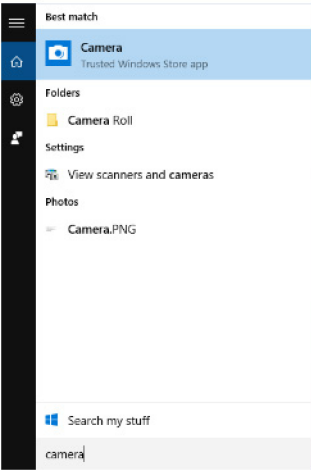 Best match
Camera
Trusted Windows Store app
Folders
Camera Roll
Settings
View scanners and cameras
Photos
Camera.PNG
Search my stuff
camera